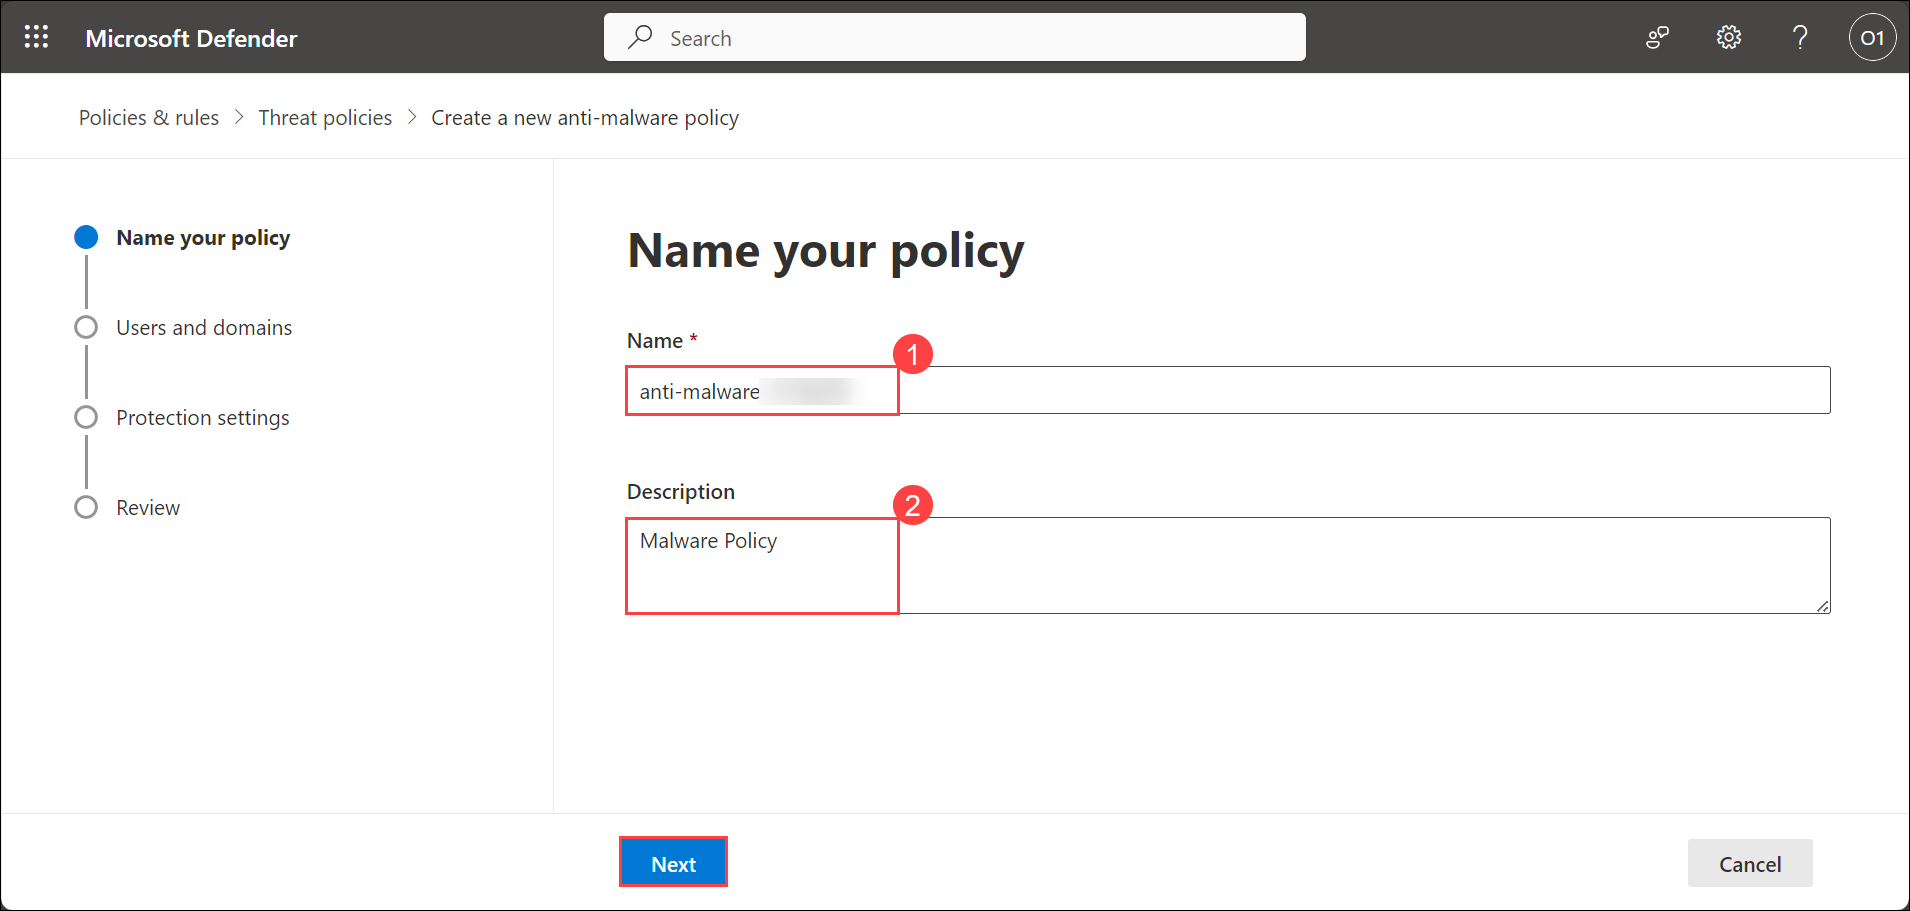 Microsoft Defender
Search
O1
Policies & rules > Threat policies > Create a new anti-malware policy
Name your policy
Users and domains
Protection settings
Review
Name your policy
Name *
1
anti-malware
Description
2
Malware Policy
Next
Cancel